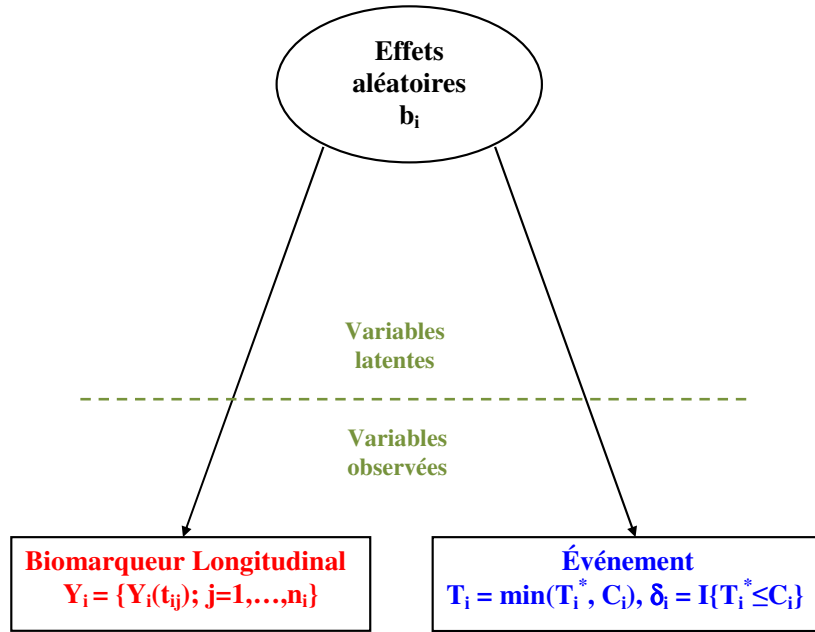 Effets
aléatoires
bᵢ
Variables
latentes
Variables
observées
Biomarqueur Longitudinal
Yᵢ = {Yᵢ(tᵢⱼ); j=1,…,nᵢ}
Événement
Tᵢ = min(Tᵢ*, Cᵢ), δᵢ = I{Tᵢ*≤Cᵢ}